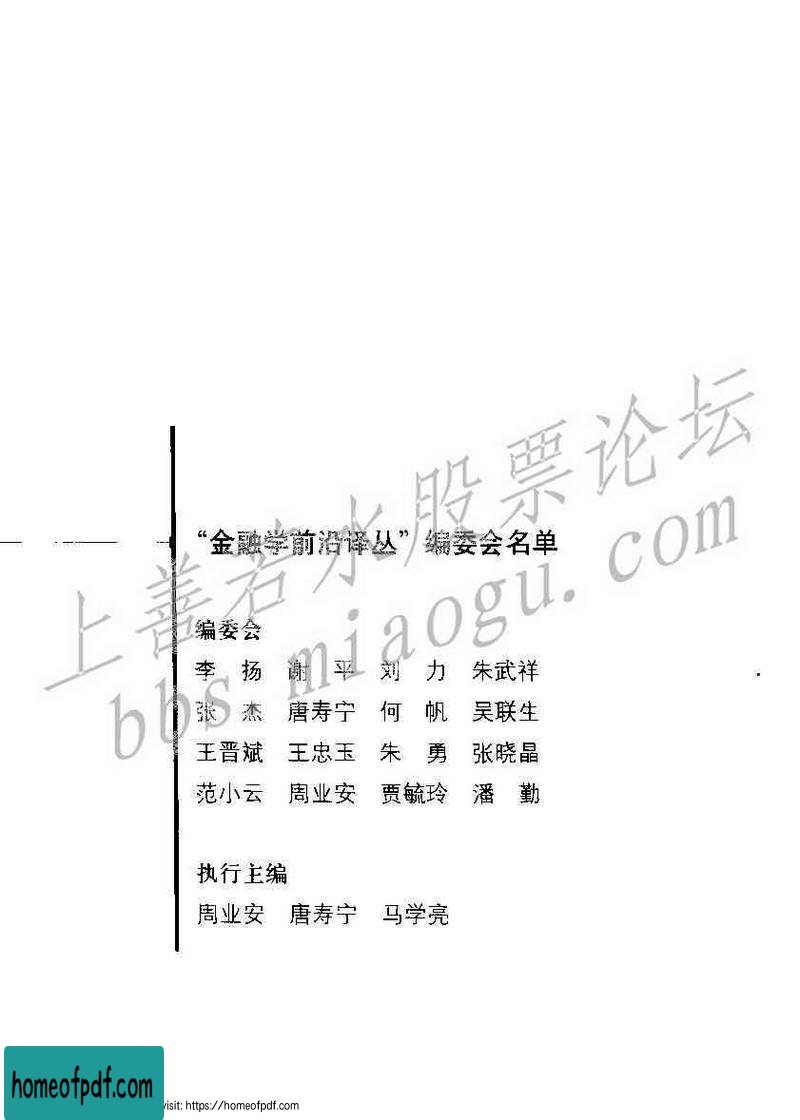 “金融学前沿译丛”编委会名单
编委会
李 扬 谢 平 刘 力 朱武祥
张 杰 唐寿宁 何 帆 吴联生
王晋斌 王忠玉 朱 勇 张晓晶
范小云 周业安 贾毓玲 潘 勤
执行主编
周业安 唐寿宁 马学亮
上善若水股票论坛
bbs miaogu. com
homeofpdf.com
visit: https://homeofpdf.com